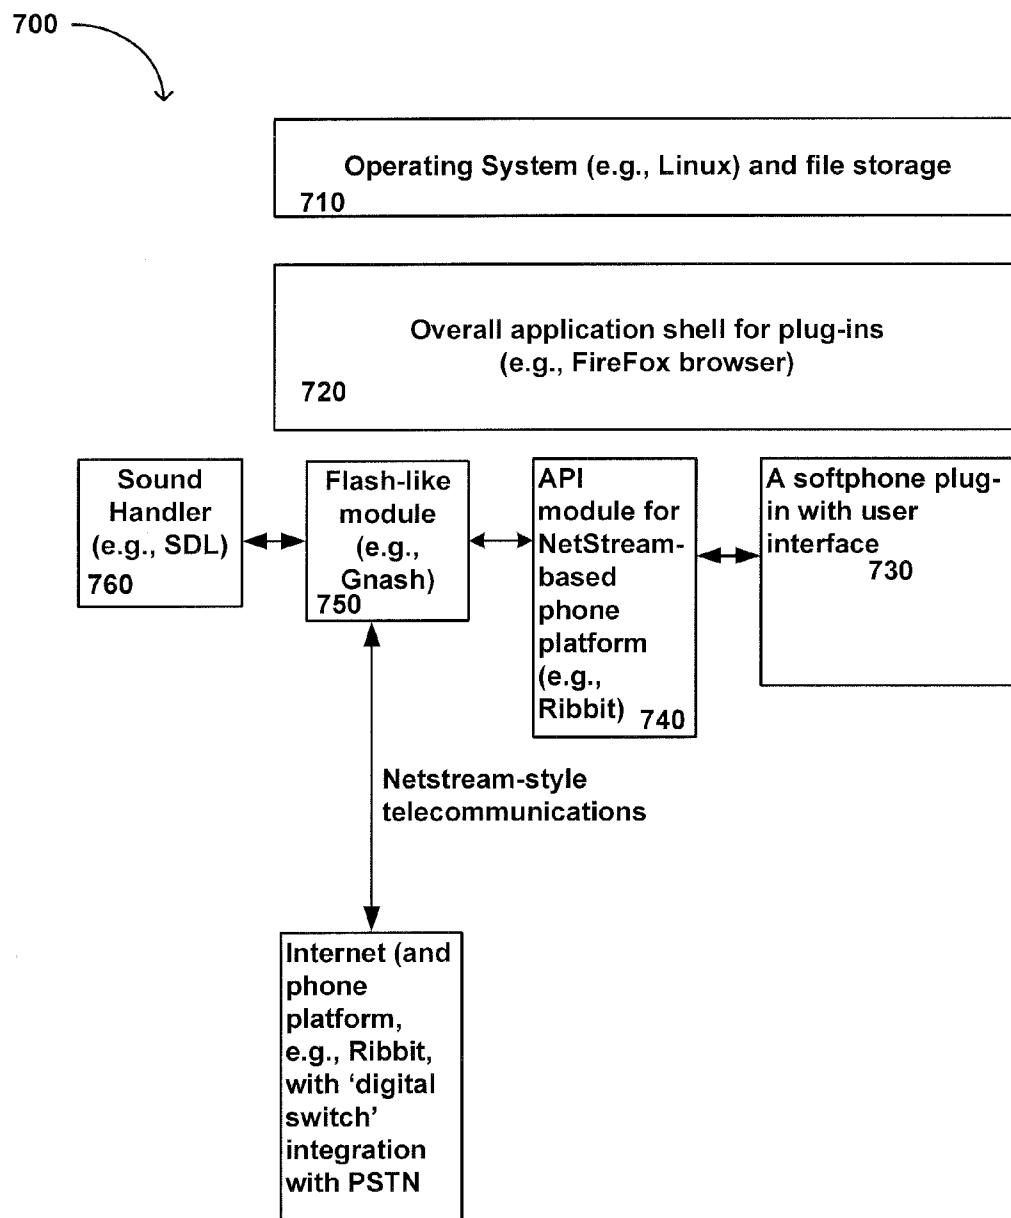 700
Operating System (e.g., Linux) and file storage
710
Overall application shell for plug-ins
(e.g., FireFox browser)
720
Sound
Handler
(e.g., SDL)
760
Flash-like
module
(e.g.,
Gnash)
750
API
module for
NetStream-
based
phone
platform
(e.g.,
Ribbit)
740
A softphone plug-
in with user
interface
730
Netstream-style
telecommunications
Internet (and
phone
platform,
e.g., Ribbit,
with ‘digital
switch’
integration
with PSTN